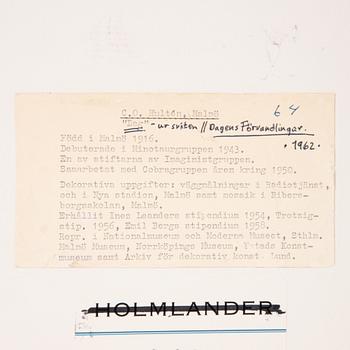 C.O. Hultén, Malmö
64
"Dag" - ur sviten // Dagens Förvandlingar.
· 1962 ·
Född i Malmö 1916.
Debuterade i Minotaurgruppen 1943.
En av stiftarna av Imaginistgruppen.
Samarbetat med Cobragruppen åren kring 1950.
Dekorativa uppgifter: väggmålningar i Radiotjänst,
och i Nya stadion, Malmö samt mosaik i Ribers-
borgsskolan, Malmö.
Erhållit Ines Leanders stipendium 1954, Trotzig-
stip. 1956, Emil Bergs stipendium 1958.
Repr. i Nationalmuseum och Moderna Museet, Sthlm.
Malmö Museum, Norrköpings Museum, Ystads Konst-
museum samt Arkiv för dekorativ konst. Lund.
HOLMLANDER